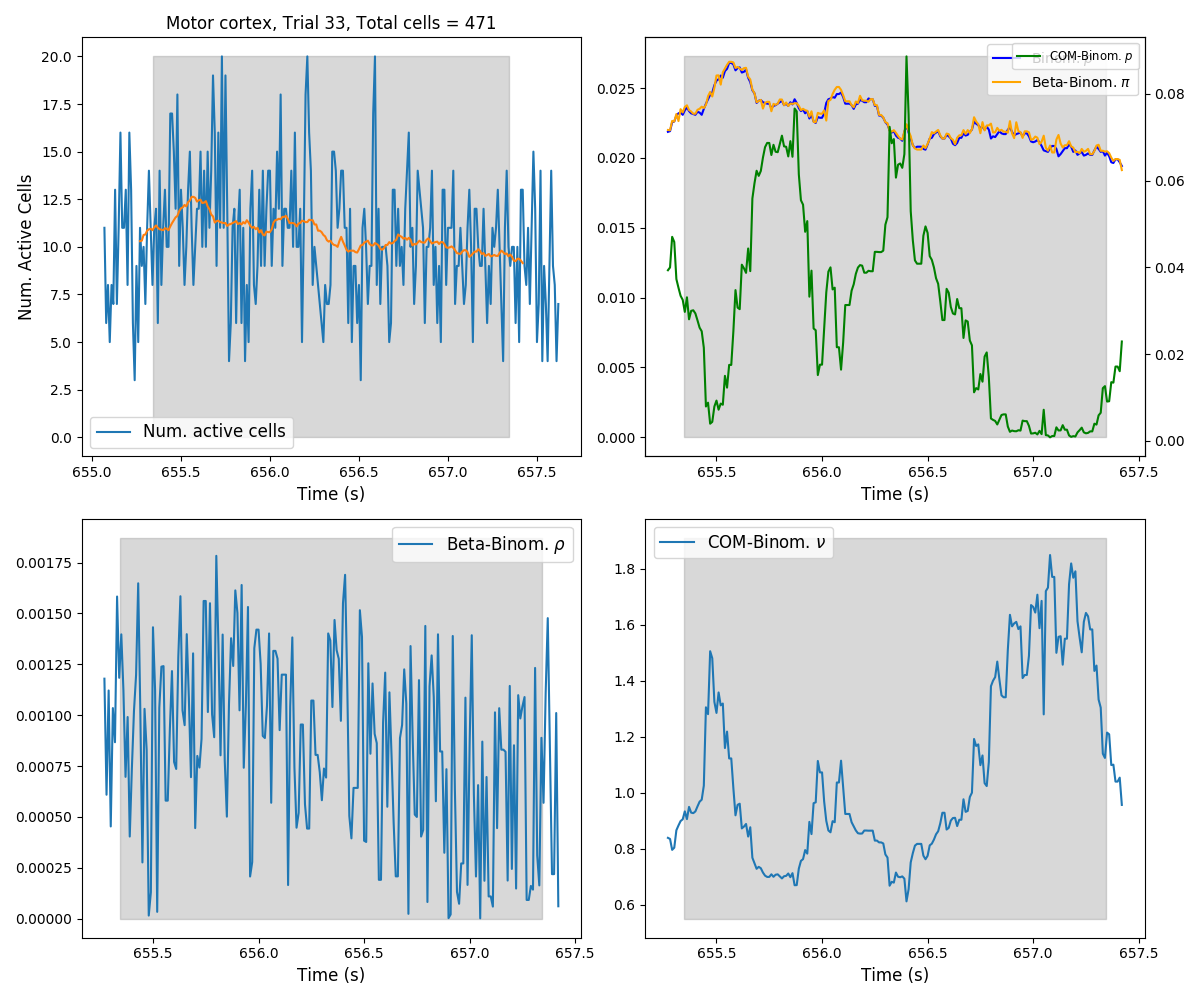 Motor cortex, Trial 33, Total cells = 471
Num. Active Cells
20.0
17.5
15.0
12.5
10.0
7.5
5.0
2.5
0.0
Num. active cells
655.0 655.5 656.0 656.5 657.0 657.5
Time (s)
0.025
0.020
0.015
0.010
0.005
0.000
COM-Binom. p
Beta-Binom. π
0.08
0.06
0.04
0.02
0.00
655.5 656.0 656.5 657.0 657.5
Time (s)
0.00175
0.00150
0.00125
0.00100
0.00075
0.00050
0.00025
0.00000
Beta-Binom. ρ
655.5 656.0 656.5 657.0 657.5
Time (s)
1.8
1.6
1.4
1.2
1.0
0.8
0.6
COM-Binom. ν
655.5 656.0 656.5 657.0 657.5
Time (s)